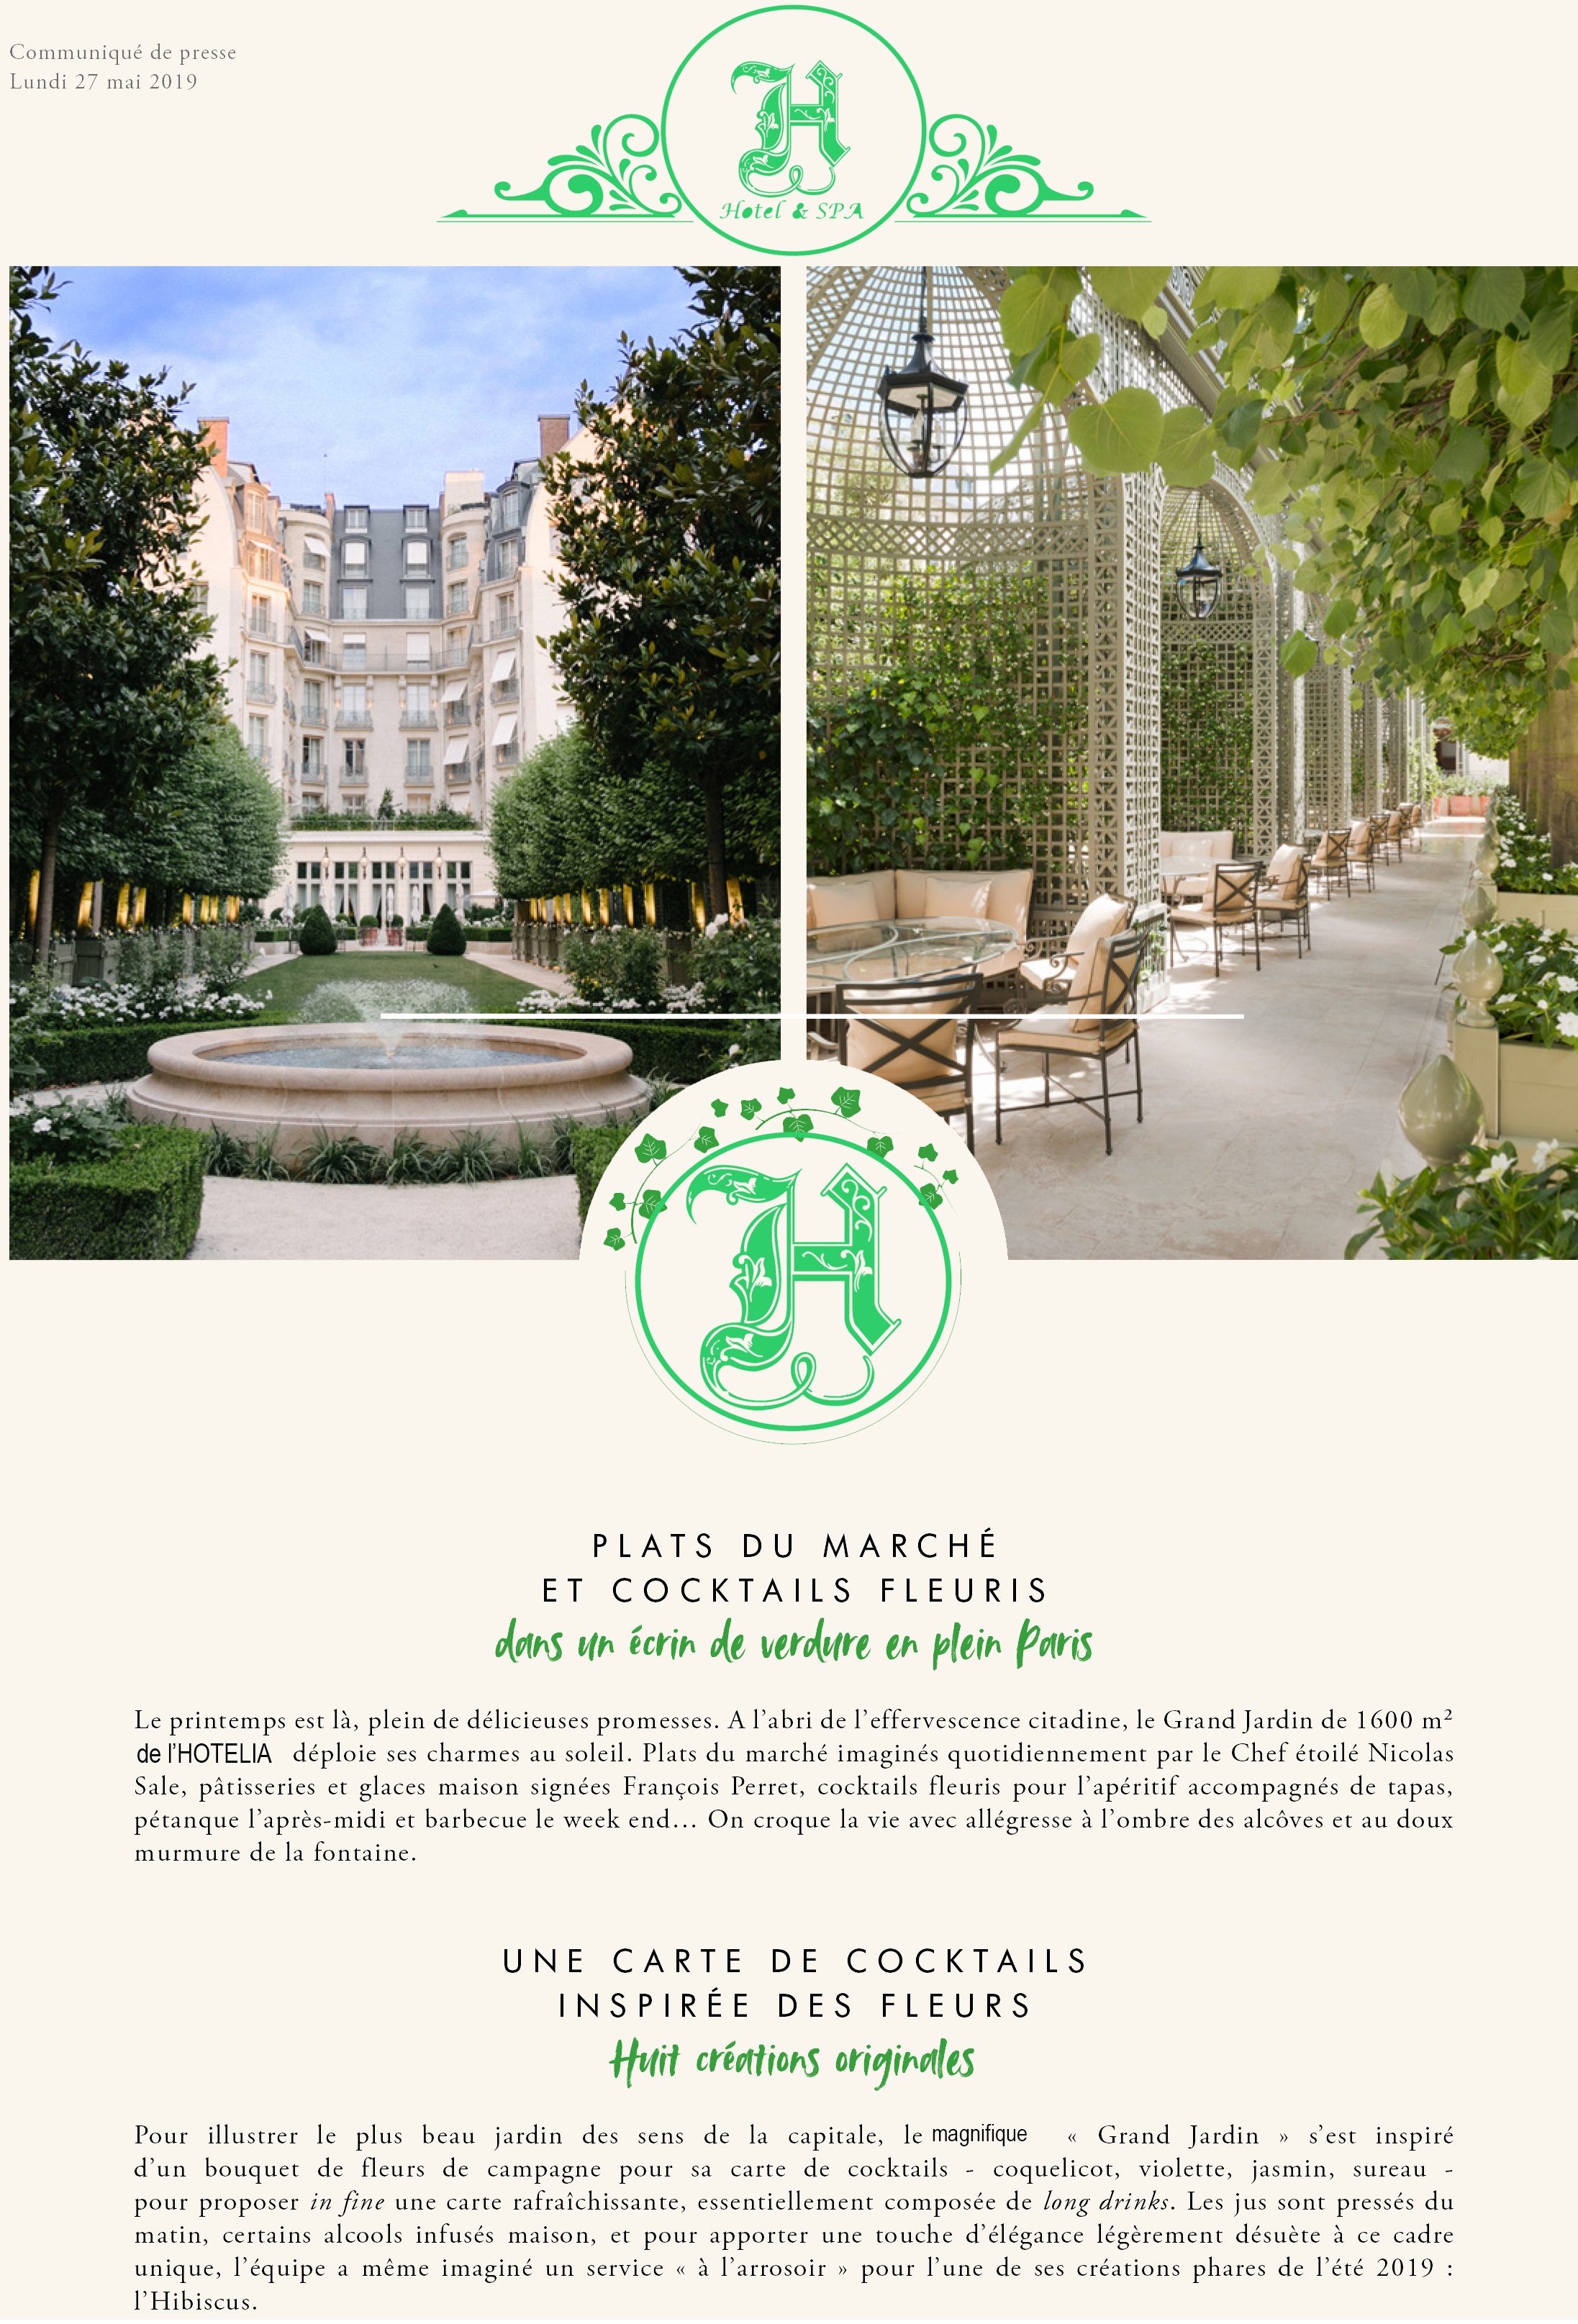 Communiqué de presse
Lundi 27 mai 2019
H
Hotel & SPA
H
PLATS DU MARCHÉ
ET COCKTAILS FLEURIS
dans un écrin de verdure en plein Paris
Le printemps est là, plein de délicieuses promesses. A l’abri de l’effervescence citadine, le Grand Jardin de 1600 m²
de l’HOTELIA déploie ses charmes au soleil. Plats du marché imaginés quotidiennement par le Chef étoilé Nicolas
Sale, pâtisseries et glaces maison signées François Perret, cocktails fleuris pour l’apéritif accompagnés de tapas,
pétanque l’après-midi et barbecue le week end… On croque la vie avec allégresse à l’ombre des alcôves et au doux
murmure de la fontaine.
UNE CARTE DE COCKTAILS
INSPIRÉE DES FLEURS
Huit créations originales
Pour illustrer le plus beau jardin des sens de la capitale, le magnifique « Grand Jardin » s’est inspiré
d’un bouquet de fleurs de campagne pour sa carte de cocktails - coquelicot, violette, jasmin, sureau -
pour proposer in fine une carte rafraîchissante, essentiellement composée de long drinks. Les jus sont pressés du
matin, certains alcools infusés maison, et pour apporter une touche d’élégance légèrement désuète à ce cadre
unique, l’équipe a même imaginé un service « à l’arrosoir » pour l’une de ses créations phares de l’été 2019 :
l’Hibiscus.